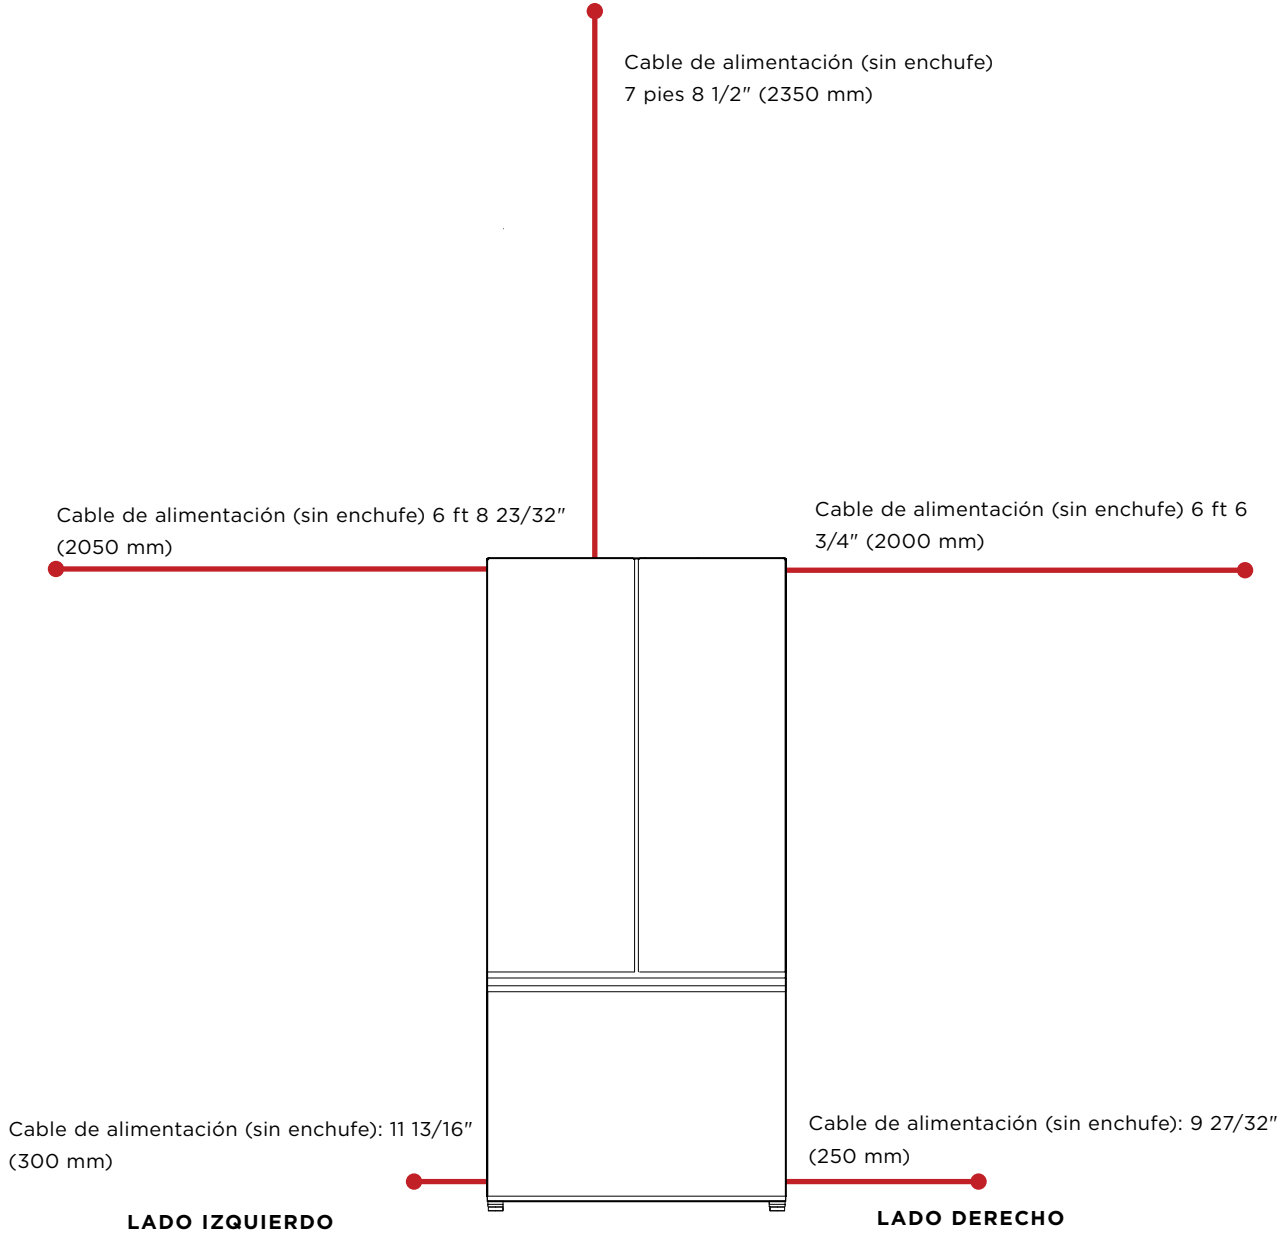 Cable de alimentación (sin enchufe)
7 pies 8 1/2" (2350 mm)
Cable de alimentación (sin enchufe) 6 ft 8 23/32"
(2050 mm)
Cable de alimentación (sin enchufe) 6 ft 6
3/4" (2000 mm)
Cable de alimentación (sin enchufe): 11 13/16"
(300 mm)
Cable de alimentación (sin enchufe): 9 27/32"
(250 mm)
LADO IZQUIERDO
LADO DERECHO